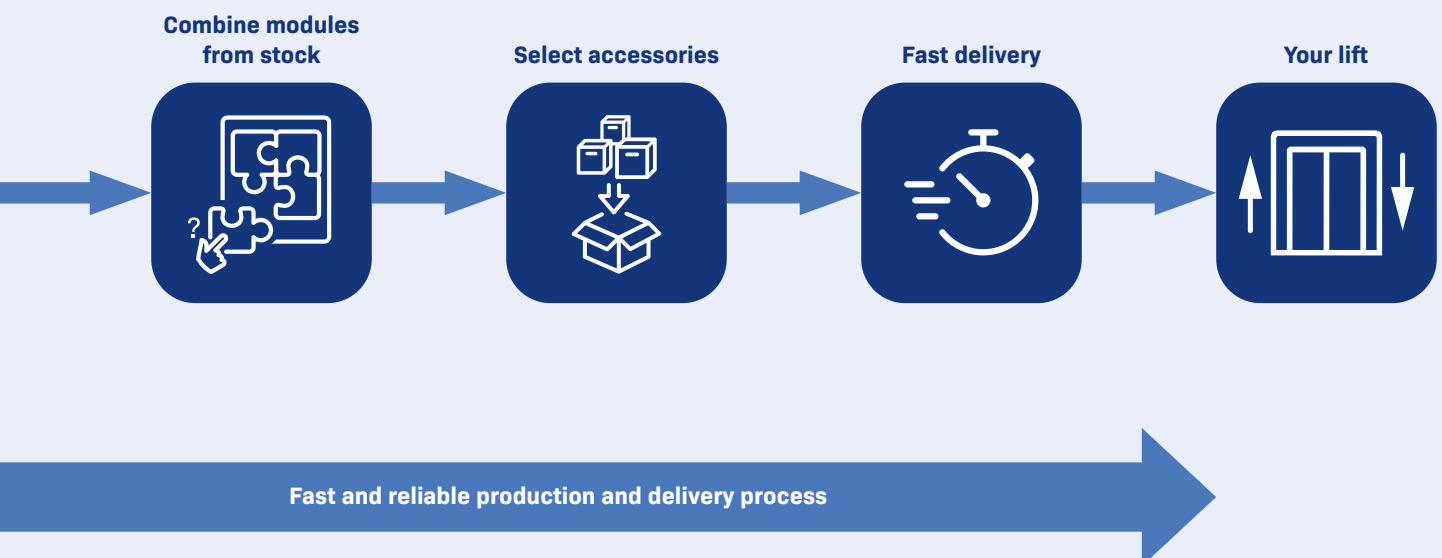 Combine modules
from stock
Select accessories
Fast delivery
Your lift
?
Fast and reliable production and delivery process